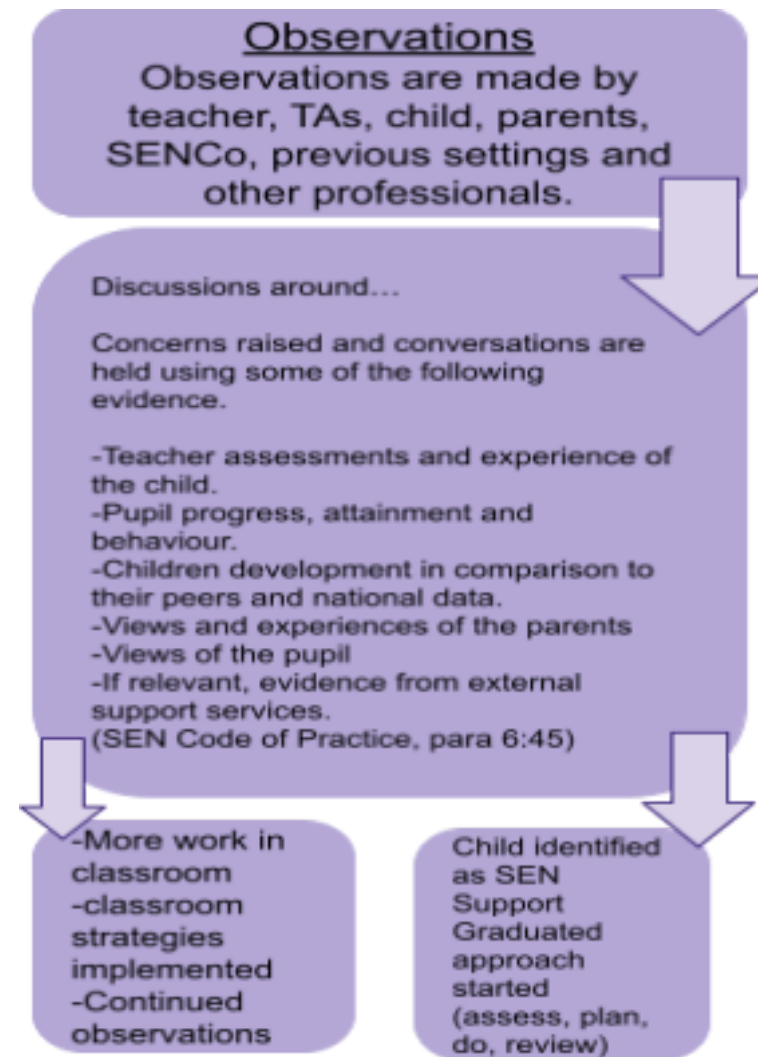 Observations
Observations are made by
teacher, TAs, child, parents,
SENCo, previous settings and
other professionals.
Discussions around…
Concerns raised and conversations are
held using some of the following
evidence.
-Teacher assessments and experience of
the child.
-Pupil progress, attainment and
behaviour.
-Children development in comparison to
their peers and national data.
-Views and experiences of the parents
-Views of the pupil
-If relevant, evidence from external
support services.
(SEN Code of Practice, para 6:45)
-More work in
classroom
-classroom
strategies
implemented
-Continued
observations
Child identified
as SEN
Support
Graduated
approach
started
(assess, plan,
do, review)